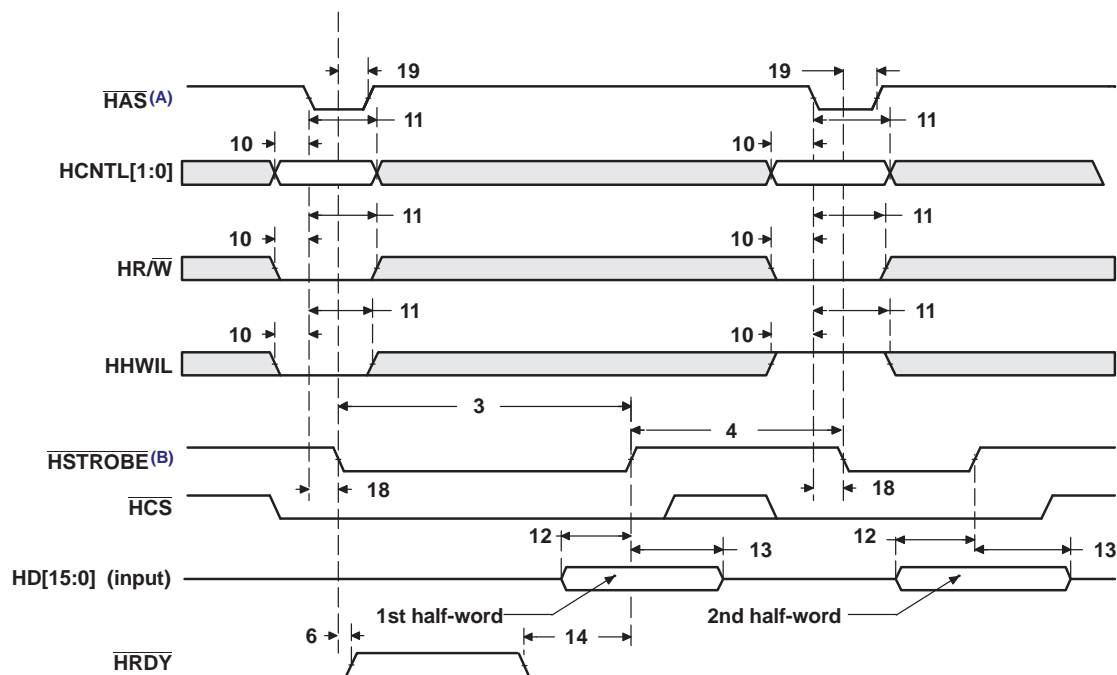 19 19
HAS(A)
11 11
10 10
HCNTL[1:0]
11 11
10 10
HR/W
11 11
10 10
HHWIL
3
4
HSTROBE(B)
18 18
HCS
12 12
13 13
HD[15:0] (input)
1st half-word 2nd half-word
6 14
HRDY